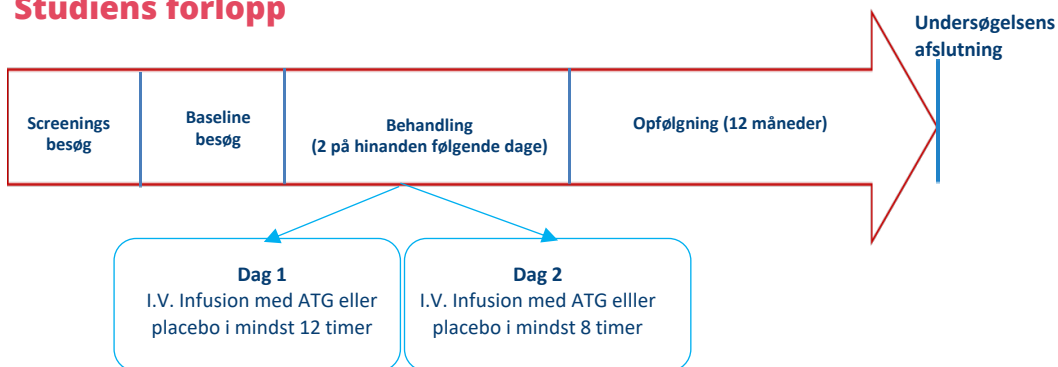 Studiens förlopp
Undersøgelsens
afslutning
Screenings
besøg
Baseline
besøg
Behandling
(2 på hinanden følgende dage)
Opfølgning (12 måneder)
Dag 1
I.V. Infusion med ATG eller
placebo i mindst 12 timer
Dag 2
I.V. Infusion med ATG elller
placebo i mindst 8 timer